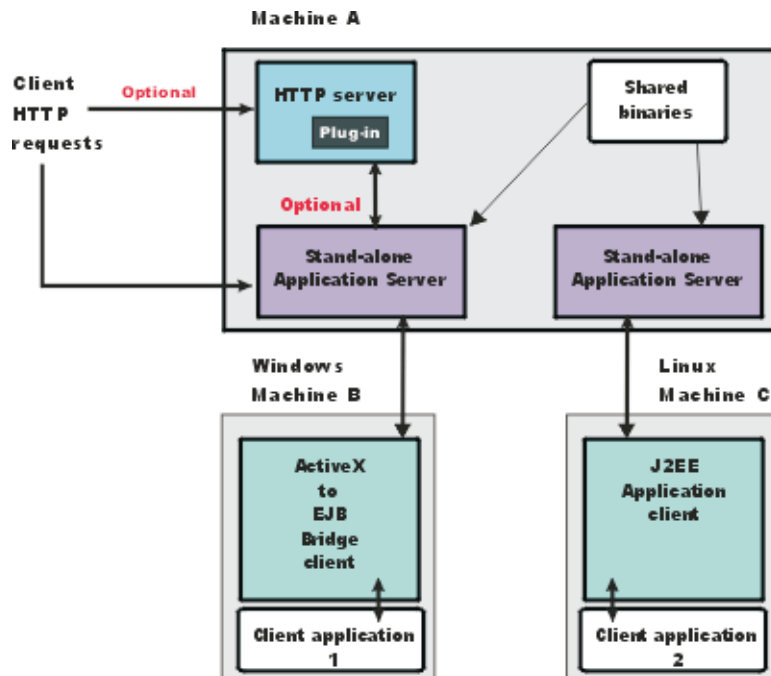 Machine A
Client
HTTP
requests
Optional
HTTP server
Plug-in
Shared
binaries
Optional
Stand-alone
Application Server
Stand-alone
Application Server
Windows
Machine B
Linux
Machine C
ActiveX
to
EJB
Bridge
client
J2EE
Application
client
Client application
1
Client application
2